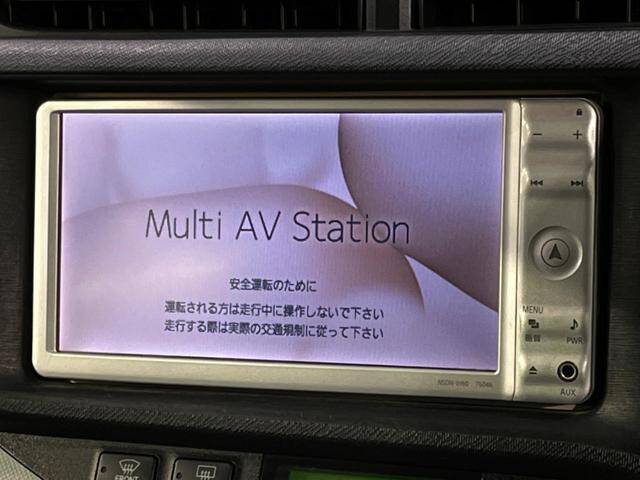 Multi AV Station
安全運転のために
運転される方は走行中に操作しないで下さい
走行する際は実際の交通規制に従って下さい
MENU
画質
PWR
AUX
FRONT